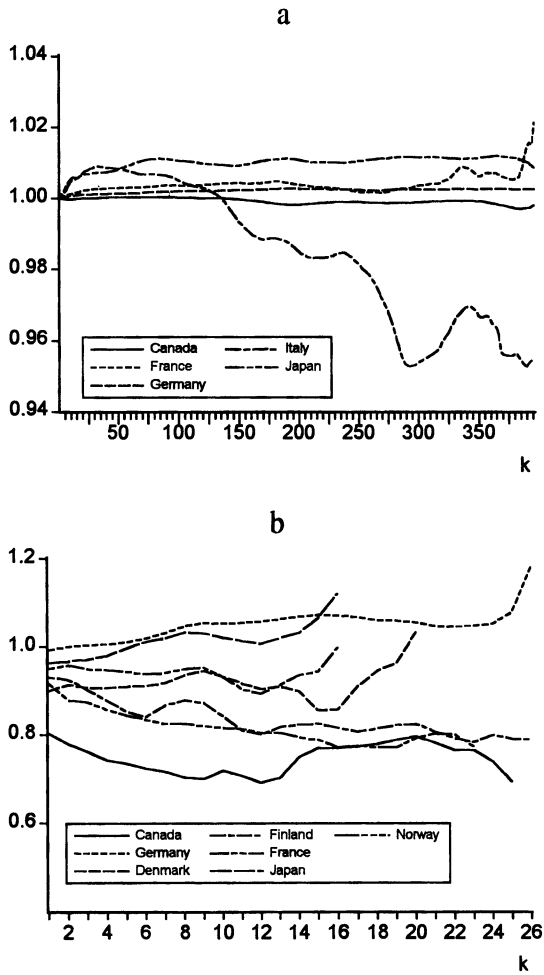 a
1.04
1.02
1.00
0.98
0.96
0.94
Canada
Italy
France
Japan
Germany
50 100 150 200 250 300 350
k
b
1.2
1.0
0.8
0.6
Canada
Finland
Norway
Germany
France
Denmark
Japan
2 4 6 8 10 12 14 16 18 20 22 24 26
k